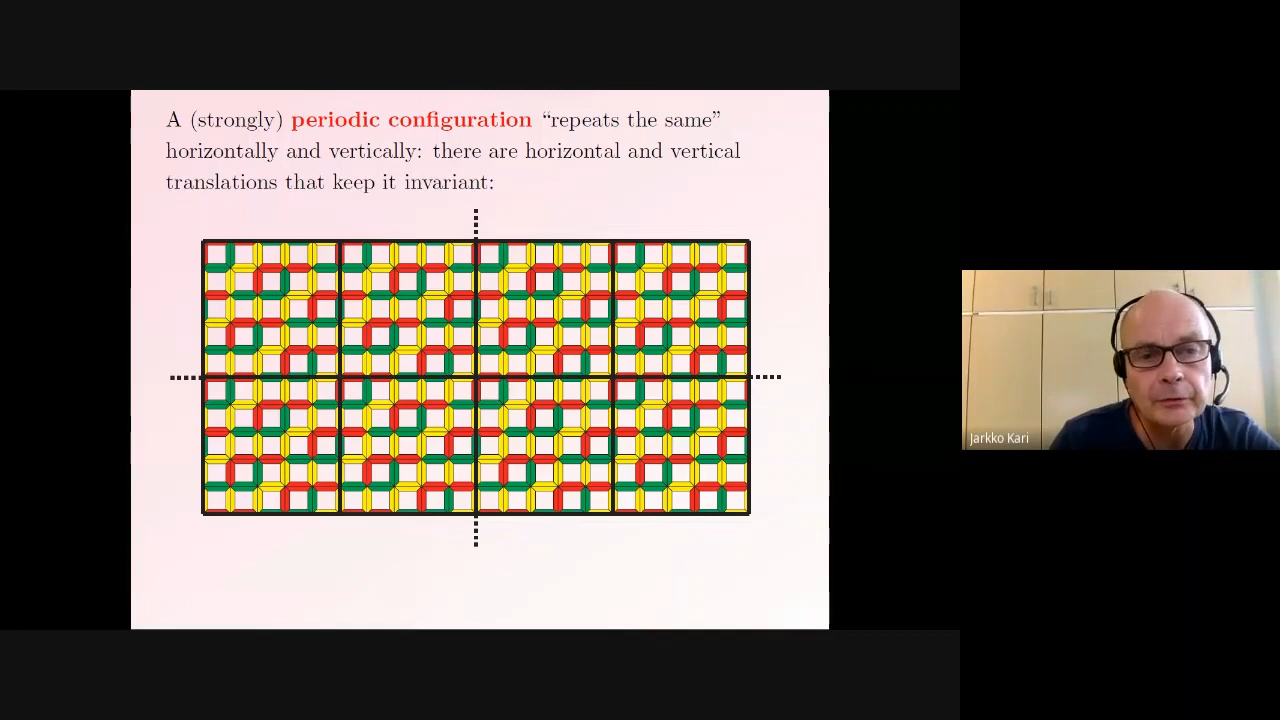 A (strongly) periodic configuration “repeats the same”
horizontally and vertically: there are horizontal and vertical
translations that keep it invariant:
Jarkko Kari